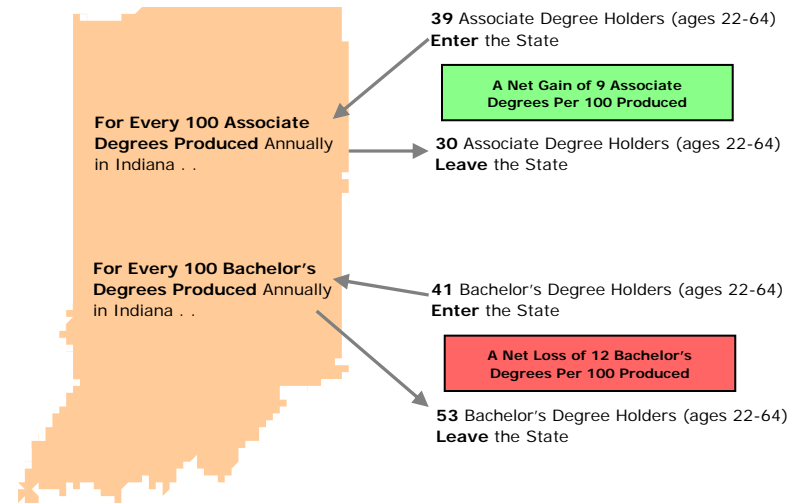 39 Associate Degree Holders (ages 22-64)
Enter the State
A Net Gain of 9 Associate
Degrees Per 100 Produced
For Every 100 Associate
Degrees Produced Annually
in Indiana . .
30 Associate Degree Holders (ages 22-64)
Leave the State
For Every 100 Bachelor's
Degrees Produced Annually
in Indiana . .
41 Bachelor's Degree Holders (ages 22-64)
Enter the State
A Net Loss of 12 Bachelor's
Degrees Per 100 Produced
53 Bachelor's Degree Holders (ages 22-64)
Leave the State